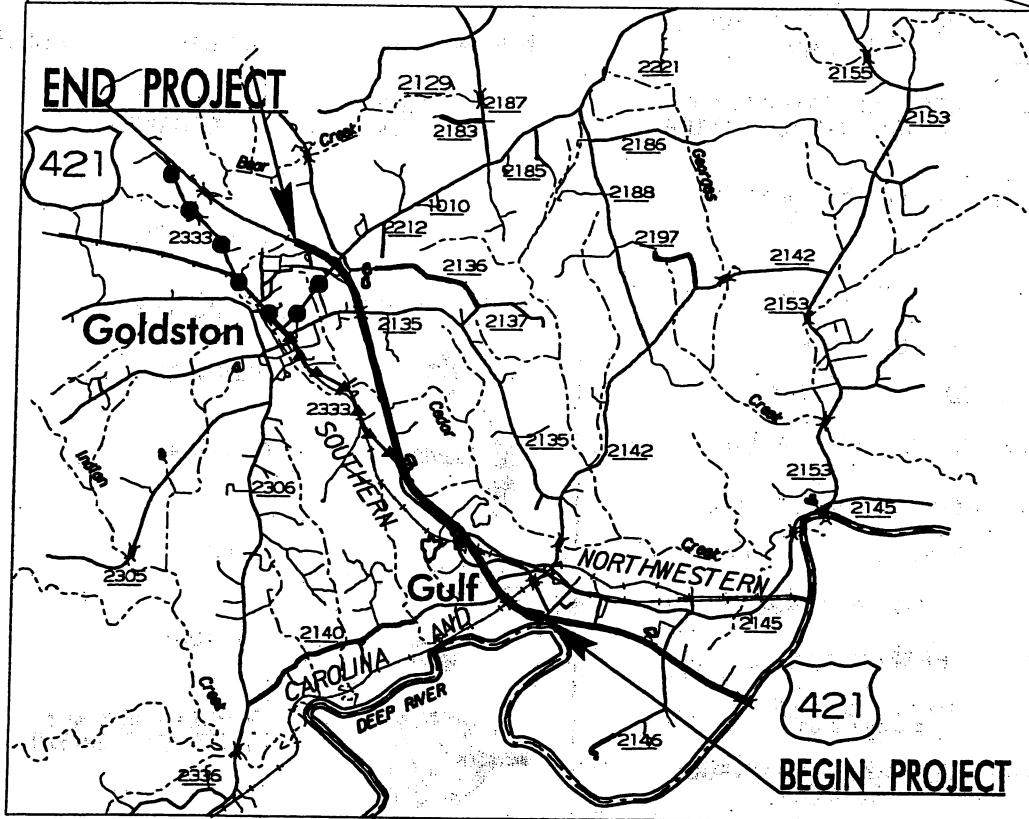 END PROJECT
421
2129
2187
2183
2221
2155
2153
Creek
Bear
2185
2186
Georges
1010
2188
2212
2333
2197
2136
2142
2153
Goldston
2135
2137
2333
Cedar
Creek
SOUTHERN
2135
2142
Indian
2306
2153
2145
2305
Creek
NORTHWESTERN
Gulf
2140
AND
2145
CAROLINA
Creek
DEEP RIVER
421
2146
2336
BEGIN PROJECT